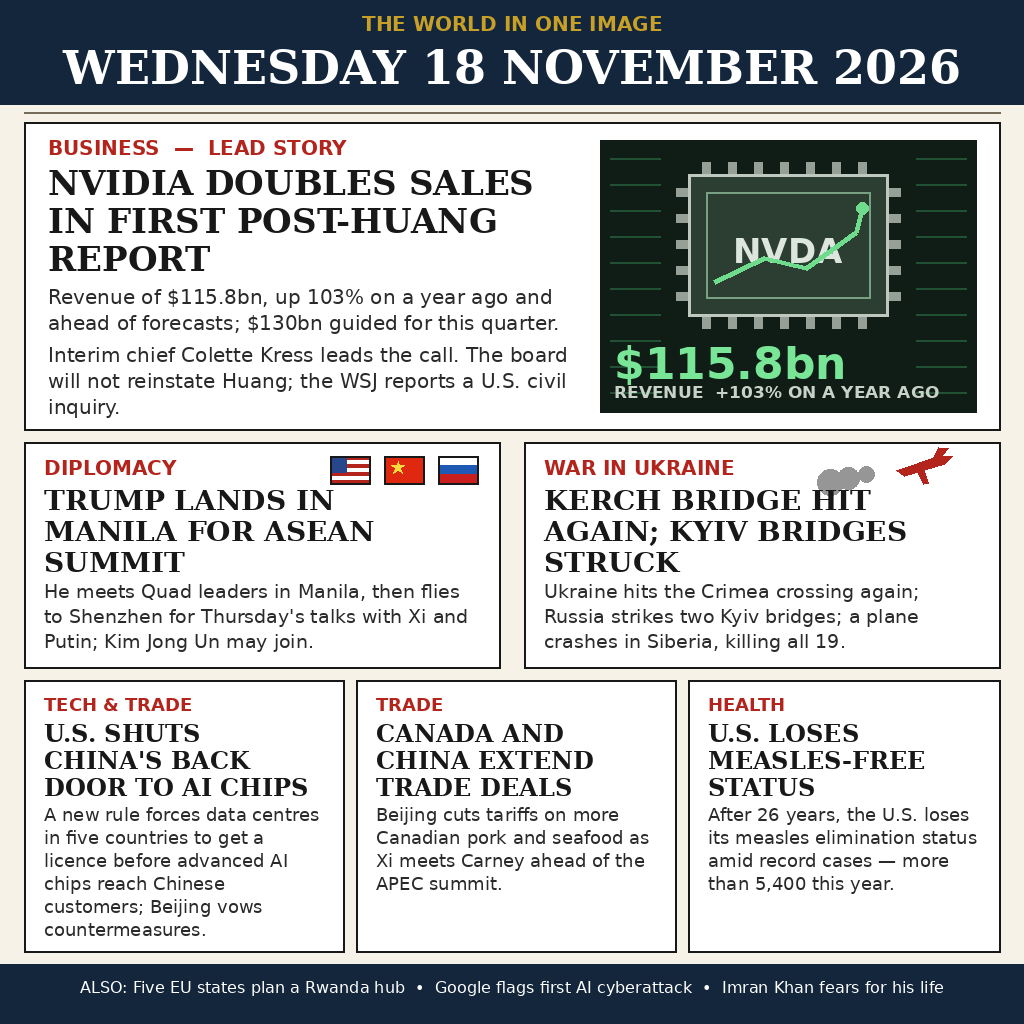 THE WORLD IN ONE IMAGE
WEDNESDAY 18 NOVEMBER 2026
BUSINESS — LEAD STORY
NVIDIA DOUBLES SALES
IN FIRST POST-HUANG
REPORT
Revenue of $115.8bn, up 103% on a year ago and
ahead of forecasts; $130bn guided for this quarter.
Interim chief Colette Kress leads the call. The board
will not reinstate Huang; the WSJ reports a U.S. civil
inquiry.
NVDA
$115.8bn
REVENUE +103% ON A YEAR AGO
DIPLOMACY
TRUMP LANDS IN
MANILA FOR ASEAN
SUMMIT
He meets Quad leaders in Manila, then flies
to Shenzhen for Thursday's talks with Xi and
Putin; Kim Jong Un may join.
WAR IN UKRAINE
KERCH BRIDGE HIT
AGAIN; KYIV BRIDGES
STRUCK
Ukraine hits the Crimea crossing again;
Russia strikes two Kyiv bridges; a plane
crashes in Siberia, killing all 19.
TECH & TRADE
U.S. SHUTS
CHINA'S BACK
DOOR TO AI CHIPS
A new rule forces data centres
in five countries to get a
licence before advanced AI
chips reach Chinese
customers; Beijing vows
countermeasures.
TRADE
CANADA AND
CHINA EXTEND
TRADE DEALS
Beijing cuts tariffs on more
Canadian pork and seafood as
Xi meets Carney ahead of the
APEC summit.
HEALTH
U.S. LOSES
MEASLES-FREE
STATUS
After 26 years, the U.S. loses
its measles elimination status
amid record cases — more
than 5,400 this year.
ALSO: Five EU states plan a Rwanda hub • Google flags first AI cyberattack • Imran Khan fears for his life